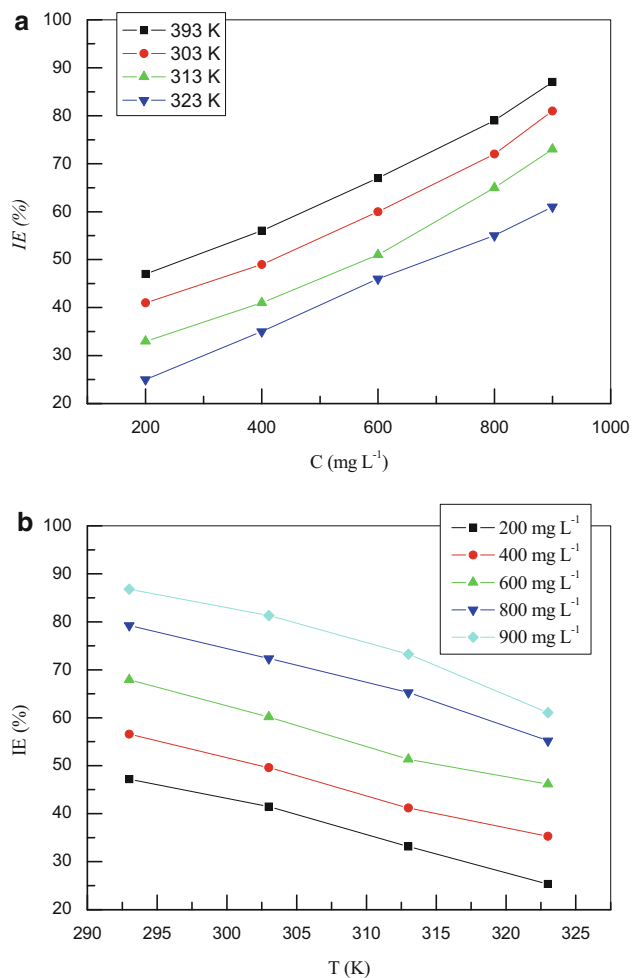 a
393 K
303 K
313 K
323 K
100
90
80
70
60
50
40
30
20
IE (%)
200
400
600
800
1000
C (mg L⁻¹)
b
200 mg L⁻¹
400 mg L⁻¹
600 mg L⁻¹
800 mg L⁻¹
900 mg L⁻¹
100
90
80
70
60
50
40
30
20
IE (%)
290
295
300
305
310
315
320
325
T (K)